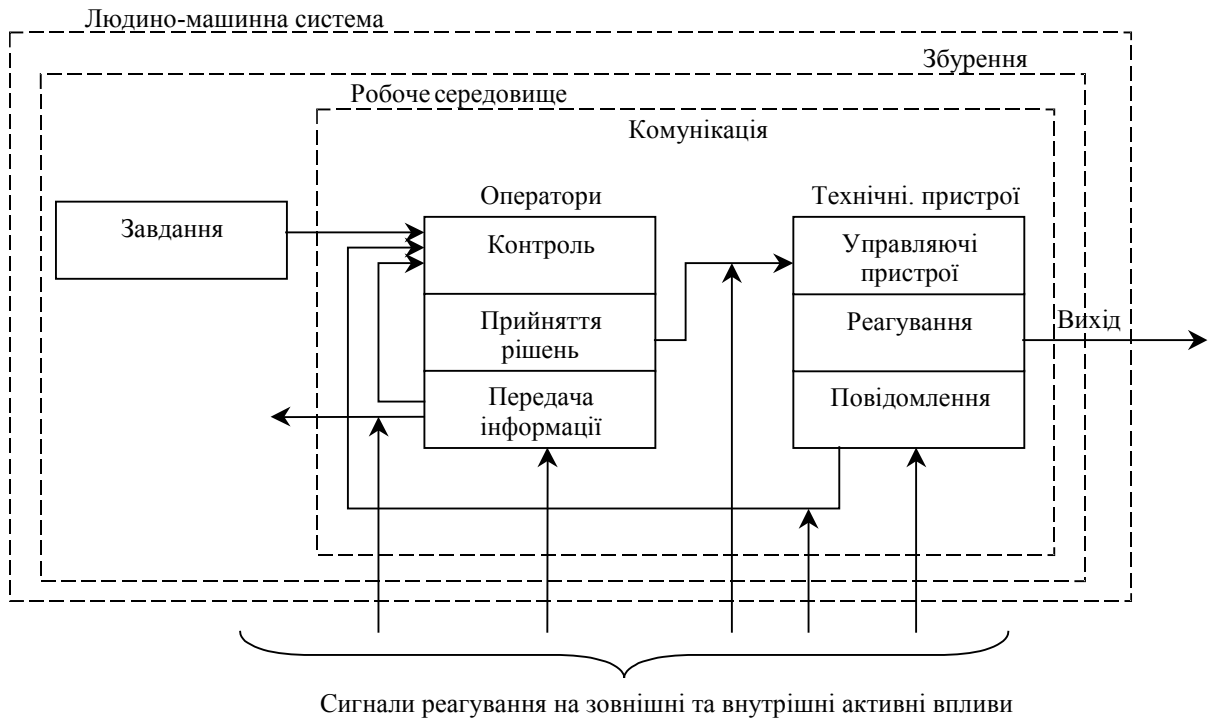 Людино-машинна система
Збурення
Робоче середовище
Комунікація
Оператори
Технічні. пристрої
Завдання
Контроль
Управляючі
пристрої
Прийняття
рішень
Реагування
Вихід
Передача
інформації
Повідомлення
Сигнали реагування на зовнішні та внутрішні активні впливи